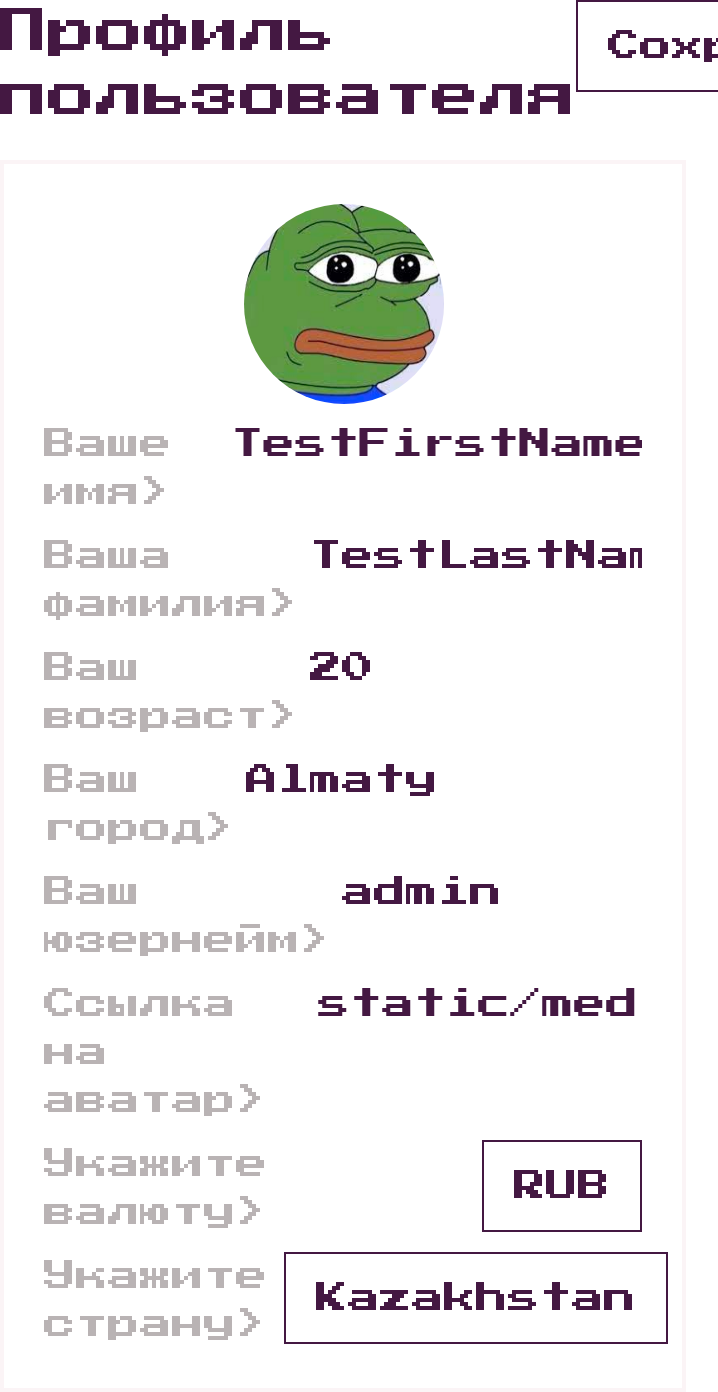 Профиль
пользователя
Сохр
Ваше TestFirstName
имя>
Ваша TestLastNam
фамилия>
Ваш 20
возраст>
Ваш Almaty
город>
Ваш admin
юзернейм>
Ссылка static/med
на
аватар>
Укажите
валюту> RUB
Укажите
страну> Kazakhstan